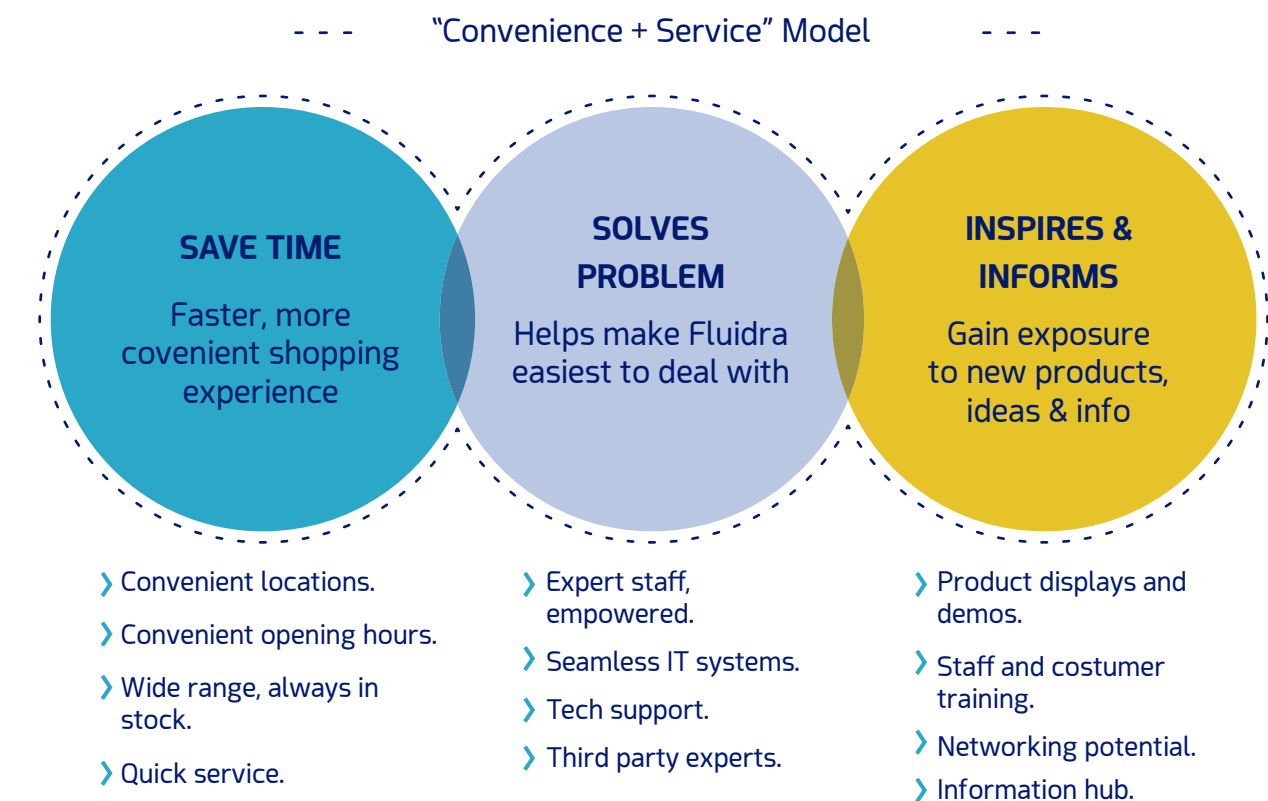 “Convenience + Service” Model
SAVE TIME
Faster, more
covenient shopping
experience
SOLVES
PROBLEM
Helps make Fluidra
easiest to deal with
INSPIRES &
INFORMS
Gain exposure
to new products,
ideas & info
Convenient locations.
Convenient opening hours.
Wide range, always in
stock.
Quick service.
Expert staff,
empowered.
Seamless IT systems.
Tech support.
Third party experts.
Product displays and
demos.
Staff and costumer
training.
Networking potential.
Information hub.